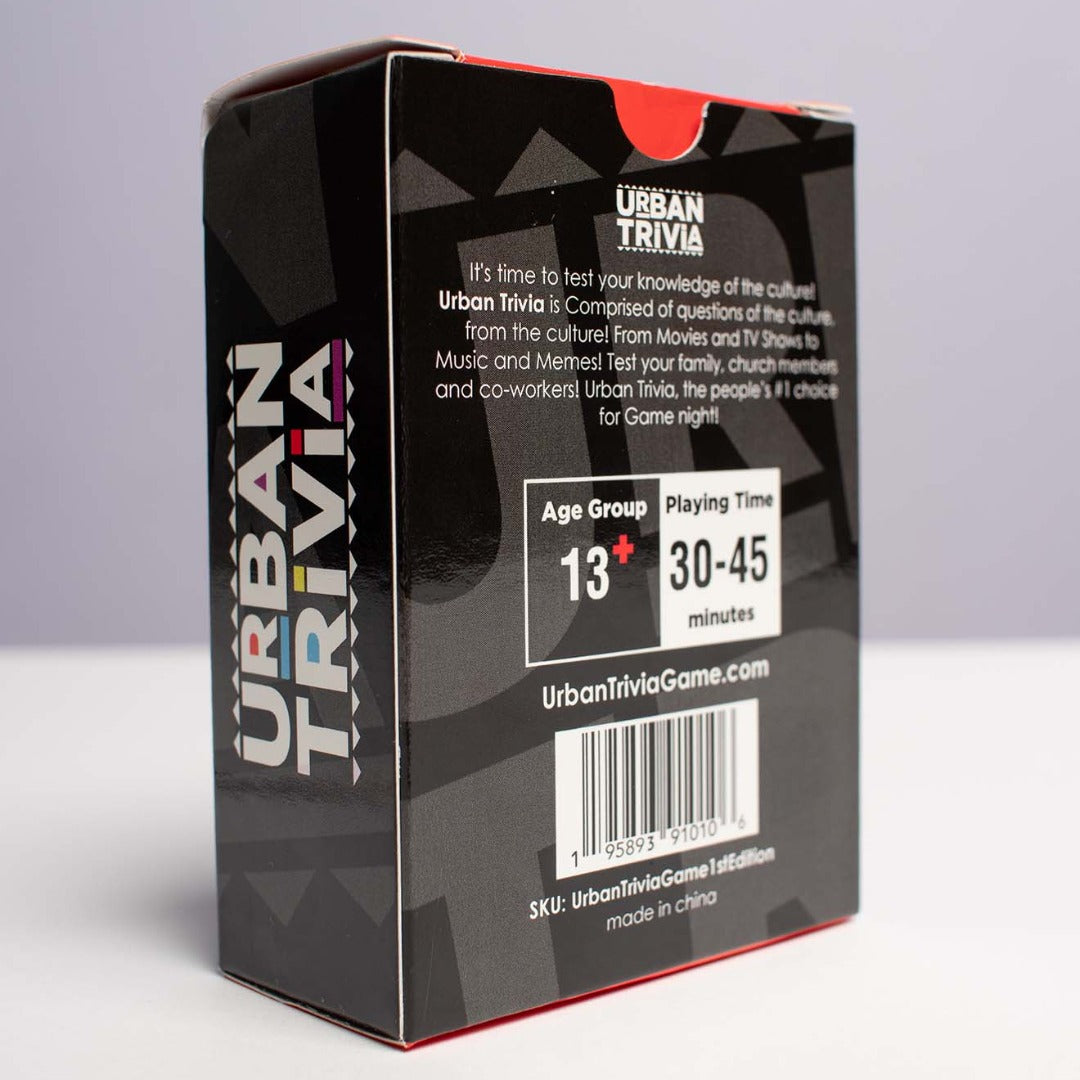 URBAN
TRIVIA
URBAN
TRIVIA
It's time to test your knowledge of the culture!
Urban Trivia is Comprised of questions of the culture,
from the culture! From Movies and TV Shows to
Music and Memes! Test your family, church members
and co-workers! Urban Trivia, the people's #1 choice
for Game night!
Age Group
13+
Playing Time
30-45
minutes
UrbanTriviaGame.com
1 95893 91010 6
SKU: UrbanTriviaGame1stEdition
made in china